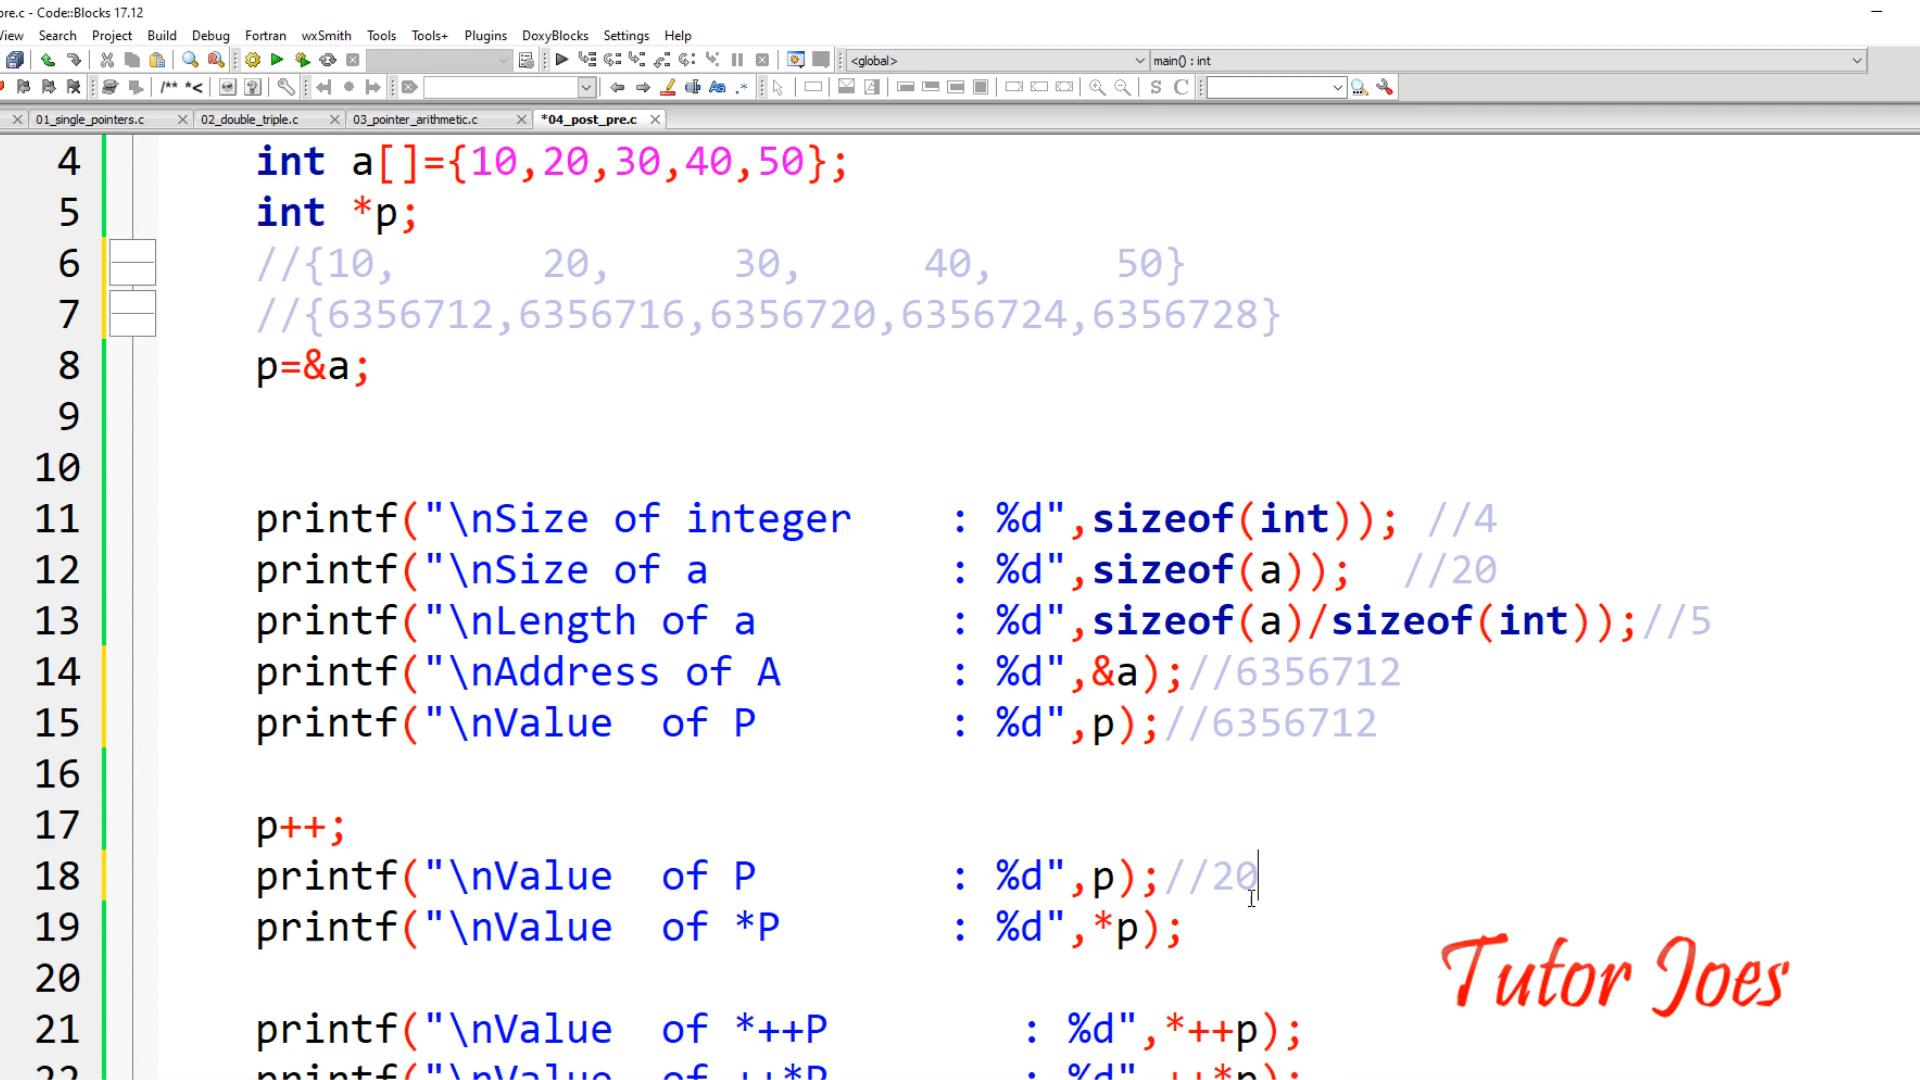 pre.c - Code::Blocks 17.12
View Search Project Build Debug Fortran wxSmith Tools Tools+ Plugins DoxyBlocks Settings Help
<global> main() : int
/** *<
S C
01_single_pointers.c 02_double_triple.c 03_pointer_arithmetic.c *04_post_pre.c
4 int a[]={10,20,30,40,50};
5 int *p;
6 //{10, 20, 30, 40, 50}
7 //{6356712,6356716,6356720,6356724,6356728}
8 p=&a;
9
10
11 printf("\nSize of integer : %d",sizeof(int)); //4
12 printf("\nSize of a : %d",sizeof(a)); //20
13 printf("\nLength of a : %d",sizeof(a)/sizeof(int));//5
14 printf("\nAddress of A : %d",&a);//6356712
15 printf("\nValue of P : %d",p);//6356712
16
17 p++;
18 printf("\nValue of P : %d",p);//20
19 printf("\nValue of *P : %d",*p);
20
21 printf("\nValue of *++P : %d",*++p);
22 printf("\nValue of ++*P : %d",++*p);
Tutor Joes